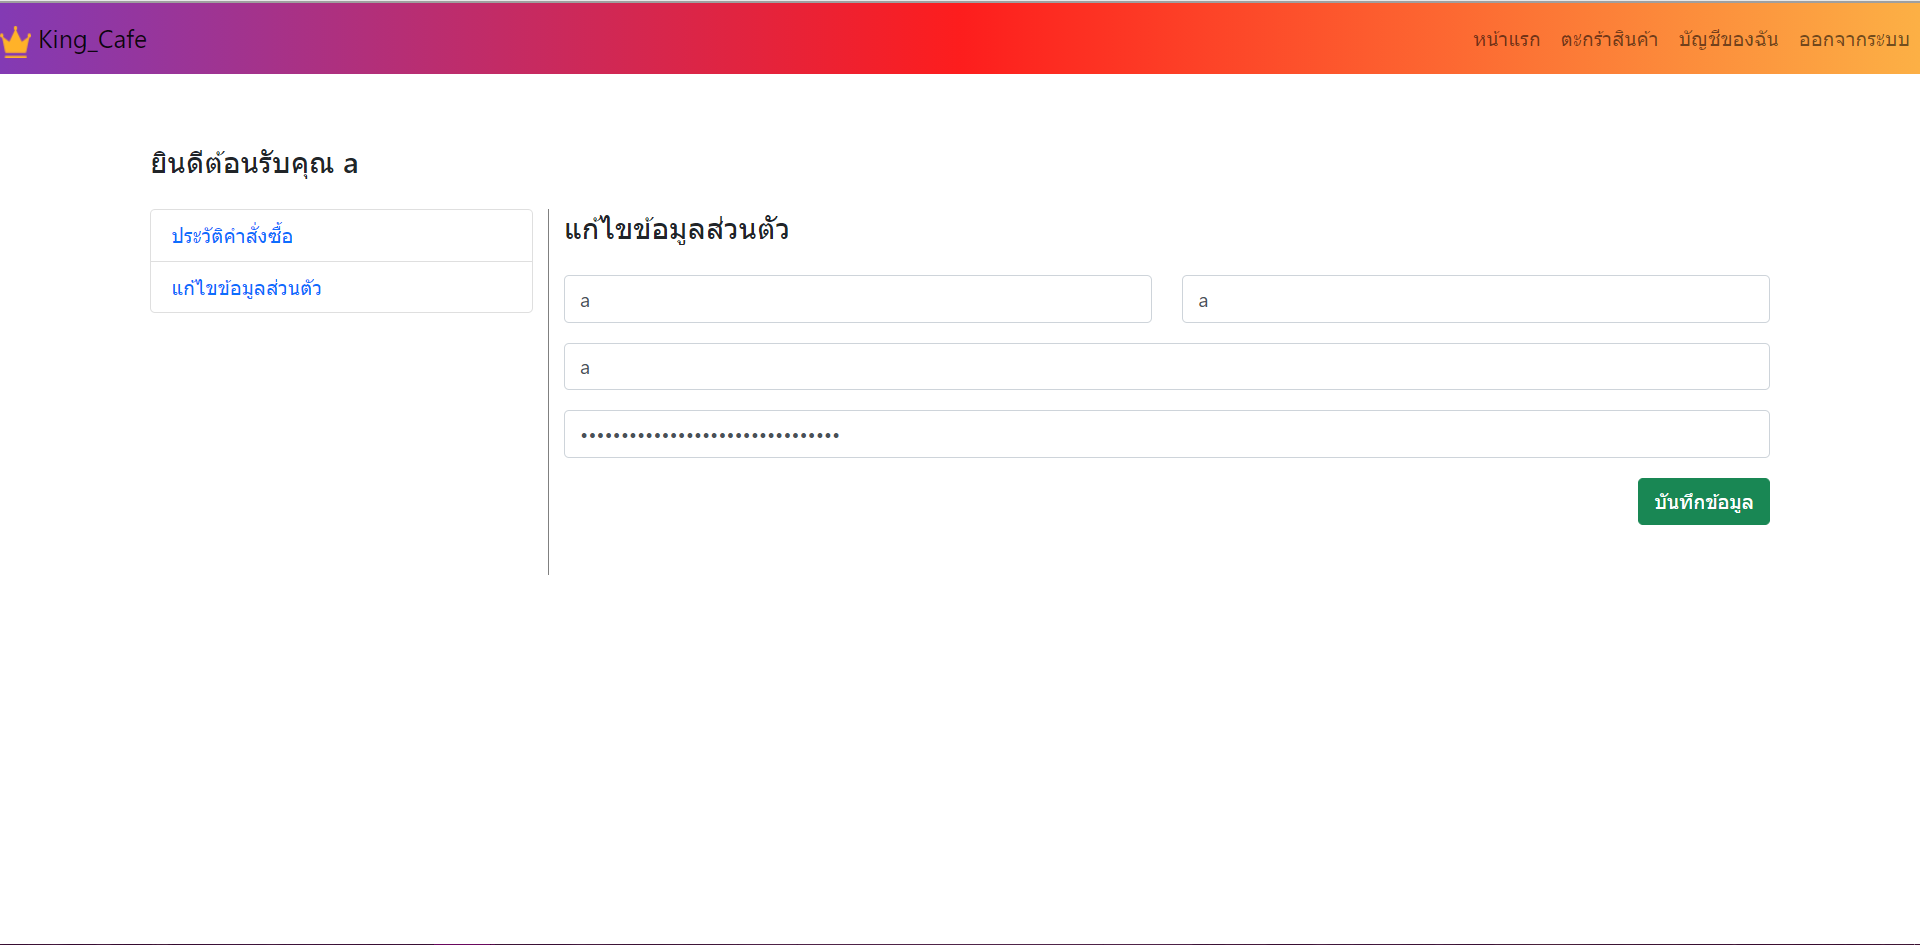 King_Cafe
หน้าแรก ตะกร้าสินค้า บัญชีของฉัน ออกจากระบบ
ยินดีต้อนรับคุณ a
ประวัติคำสั่งซื้อ
แก้ไขข้อมูลส่วนตัว
แก้ไขข้อมูลส่วนตัว
a
a
a
••••••••••••••••••••••••••••••••
บันทึกข้อมูล